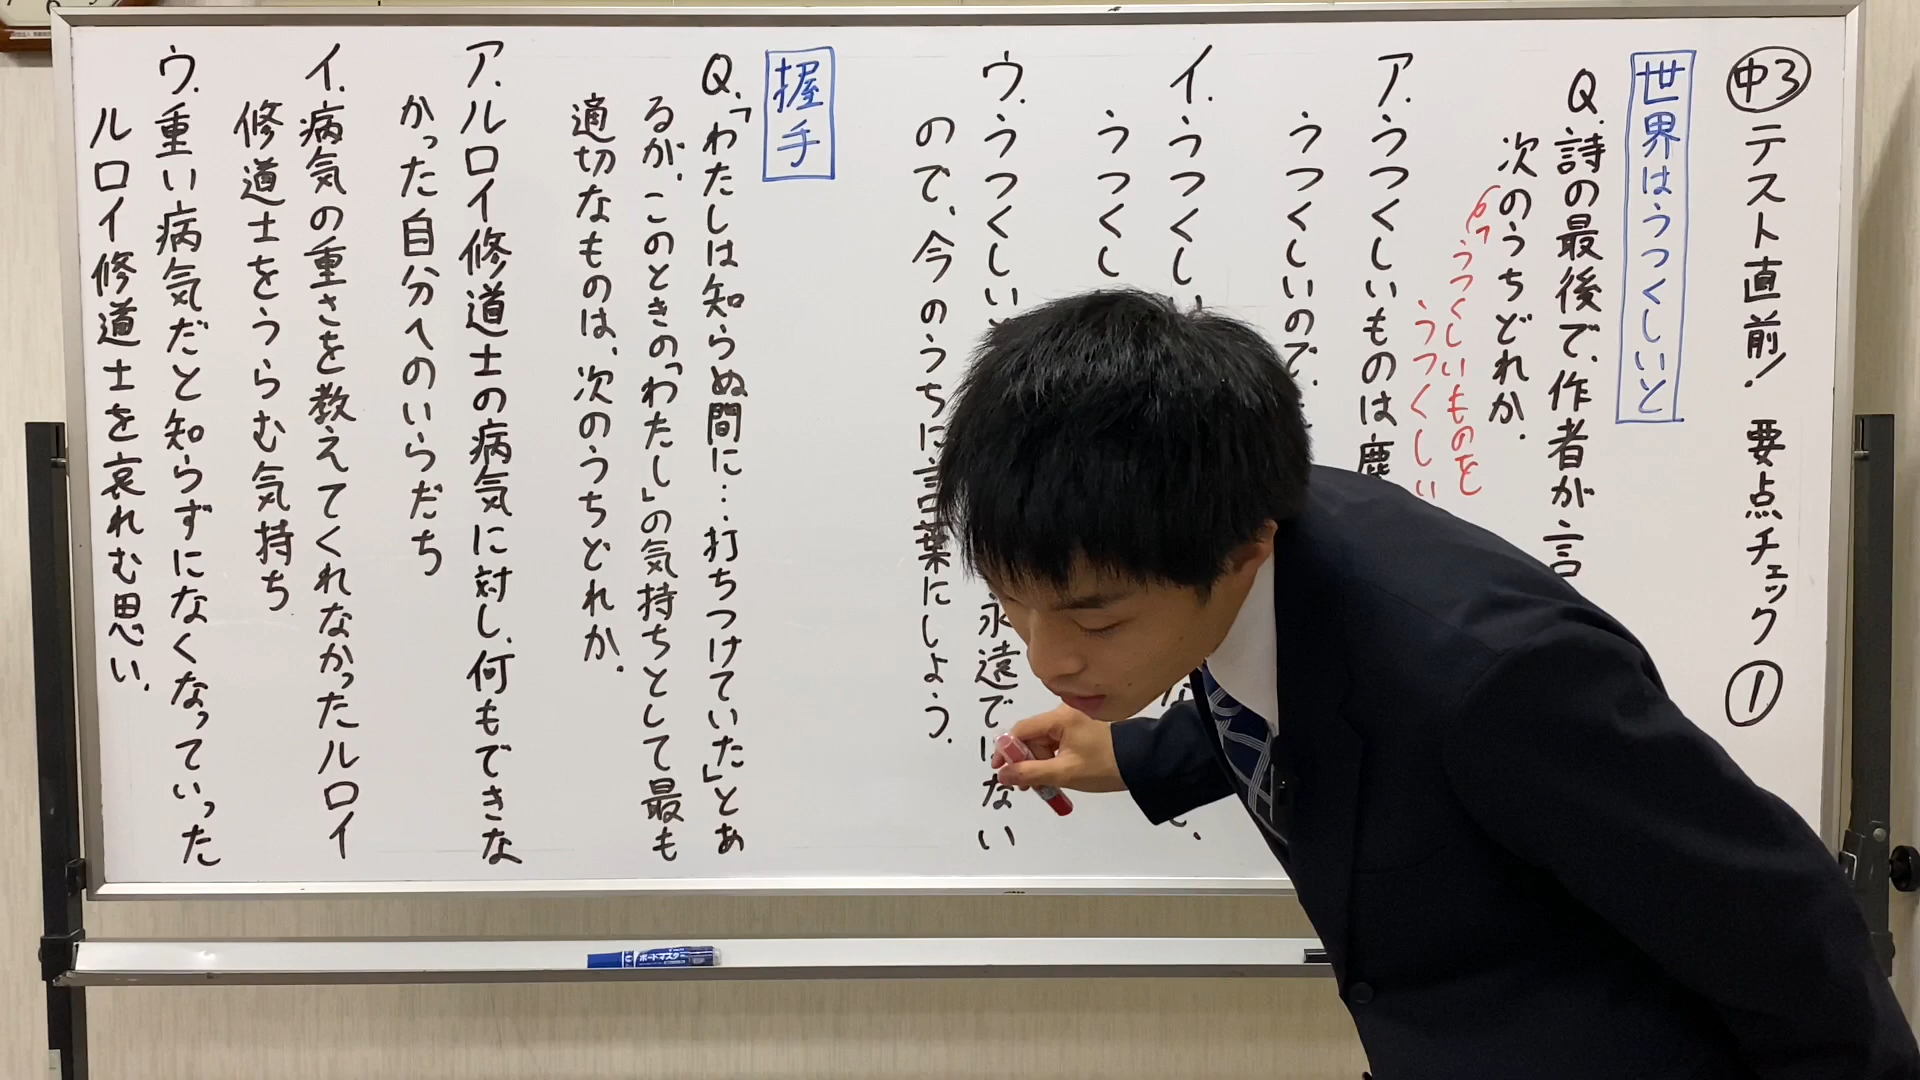 中3 テスト直前! 要点チェック ①
世界はうつくしいと
Q.詩の最後で、作者が言
次のうちどれか.
うつくしいものを
うつくしい
ア.うつくしいものは塵
うつくしいので、
イ.うつくしい
うつくし
ウ.うつくしい 永遠ではない
ので、今のうちに言葉にしよう.
握手
Q.「わたしは知らぬ間に…打ちつけていた」とあ
るが、このときの「わたし」の気持ちとして最も
適切なものは、次のうちどれか.
ア.ルロイ修道士の病気に対し、何もできな
かった自分へのいらだち
イ.病気の重さを教えてくれなかったルロイ
修道士をうらむ気持ち
ウ.重い病気だと知らずになくなっていった
ルロイ修道士を哀れむ思い.
ボードマスター